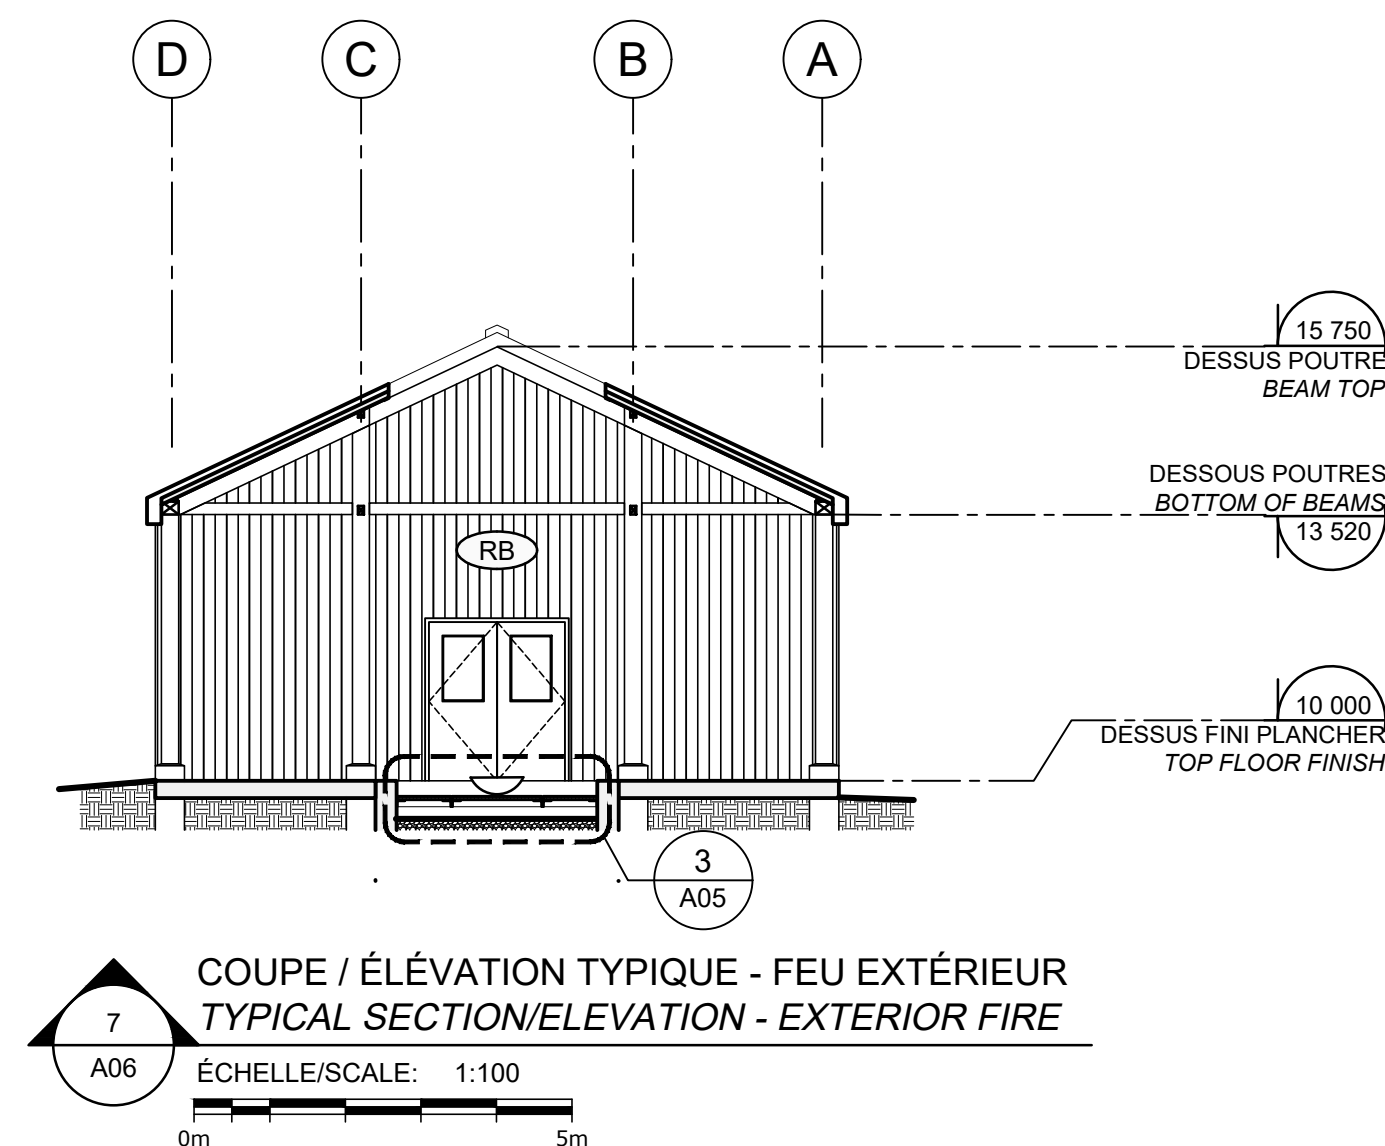 D C B A
15 750
DESSUS POUTRE
BEAM TOP
DESSOUS POUTRES
BOTTOM OF BEAMS
13 520
RB
10 000
DESSUS FINI PLANCHER
TOP FLOOR FINISH
3
A05
COUPE / ÉLÉVATION TYPIQUE - FEU EXTÉRIEUR
TYPICAL SECTION/ELEVATION - EXTERIOR FIRE
7
A06
ÉCHELLE/SCALE: 1:100
0m 5m